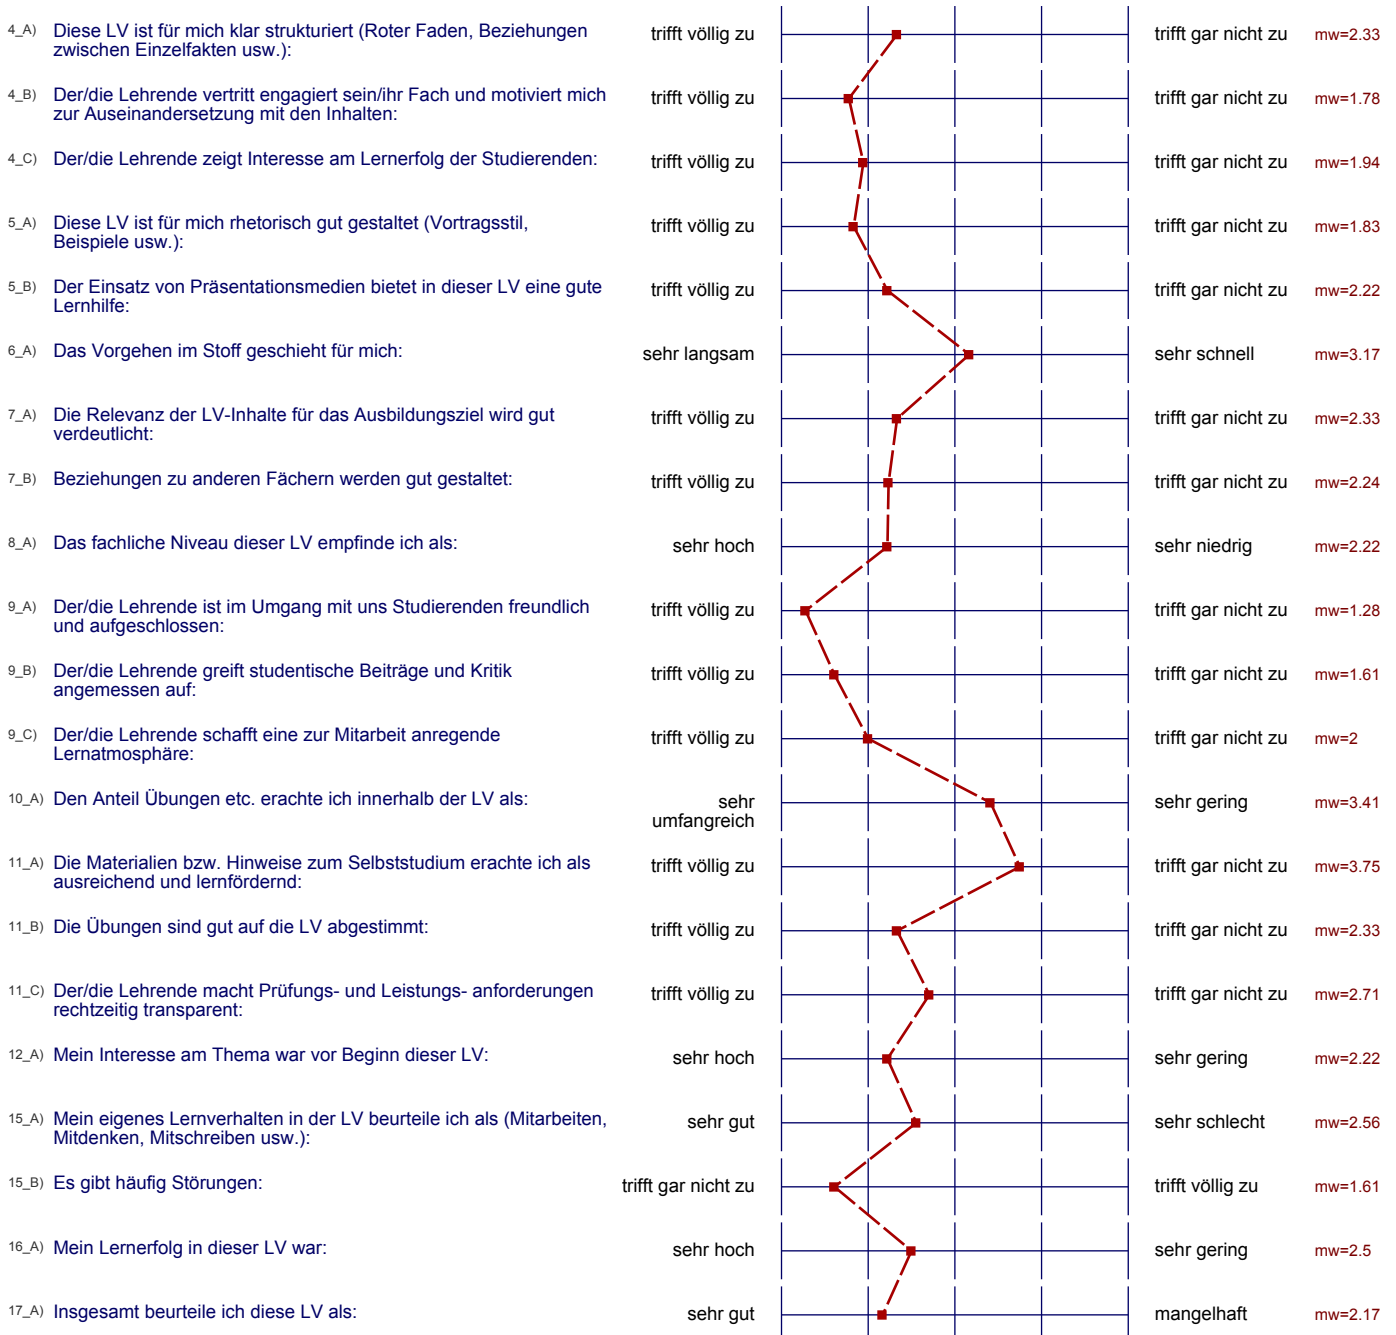 4_A) Diese LV ist für mich klar strukturiert (Roter Faden, Beziehungen
zwischen Einzelfakten usw.):
trifft völlig zu trifft gar nicht zu mw=2.33
4_B) Der/die Lehrende vertritt engagiert sein/ihr Fach und motiviert mich
zur Auseinandersetzung mit den Inhalten:
trifft völlig zu trifft gar nicht zu mw=1.78
4_C) Der/die Lehrende zeigt Interesse am Lernerfolg der Studierenden:
trifft völlig zu trifft gar nicht zu mw=1.94
5_A) Diese LV ist für mich rhetorisch gut gestaltet (Vortragsstil,
Beispiele usw.):
trifft völlig zu trifft gar nicht zu mw=1.83
5_B) Der Einsatz von Präsentationsmedien bietet in dieser LV eine gute
Lernhilfe:
trifft völlig zu trifft gar nicht zu mw=2.22
6_A) Das Vorgehen im Stoff geschieht für mich:
sehr langsam sehr schnell mw=3.17
7_A) Die Relevanz der LV-Inhalte für das Ausbildungsziel wird gut
verdeutlicht:
trifft völlig zu trifft gar nicht zu mw=2.33
7_B) Beziehungen zu anderen Fächern werden gut gestaltet:
trifft völlig zu trifft gar nicht zu mw=2.24
8_A) Das fachliche Niveau dieser LV empfinde ich als:
sehr hoch sehr niedrig mw=2.22
9_A) Der/die Lehrende ist im Umgang mit uns Studierenden freundlich
und aufgeschlossen:
trifft völlig zu trifft gar nicht zu mw=1.28
9_B) Der/die Lehrende greift studentische Beiträge und Kritik
angemessen auf:
trifft völlig zu trifft gar nicht zu mw=1.61
9_C) Der/die Lehrende schafft eine zur Mitarbeit anregende
Lernatmosphäre:
trifft völlig zu trifft gar nicht zu mw=2
10_A) Den Anteil Übungen etc. erachte ich innerhalb der LV als:
sehr
umfangreich
sehr gering mw=3.41
11_A) Die Materialien bzw. Hinweise zum Selbststudium erachte ich als
ausreichend und lernfördernd:
trifft völlig zu trifft gar nicht zu mw=3.75
11_B) Die Übungen sind gut auf die LV abgestimmt:
trifft völlig zu trifft gar nicht zu mw=2.33
11_C) Der/die Lehrende macht Prüfungs- und Leistungs- anforderungen
rechtzeitig transparent:
trifft völlig zu trifft gar nicht zu mw=2.71
12_A) Mein Interesse am Thema war vor Beginn dieser LV:
sehr hoch sehr gering mw=2.22
15_A) Mein eigenes Lernverhalten in der LV beurteile ich als (Mitarbeiten,
Mitdenken, Mitschreiben usw.):
sehr gut sehr schlecht mw=2.56
15_B) Es gibt häufig Störungen:
trifft gar nicht zu trifft völlig zu mw=1.61
16_A) Mein Lernerfolg in dieser LV war:
sehr hoch sehr gering mw=2.5
17_A) Insgesamt beurteile ich diese LV als:
sehr gut mangelhaft mw=2.17